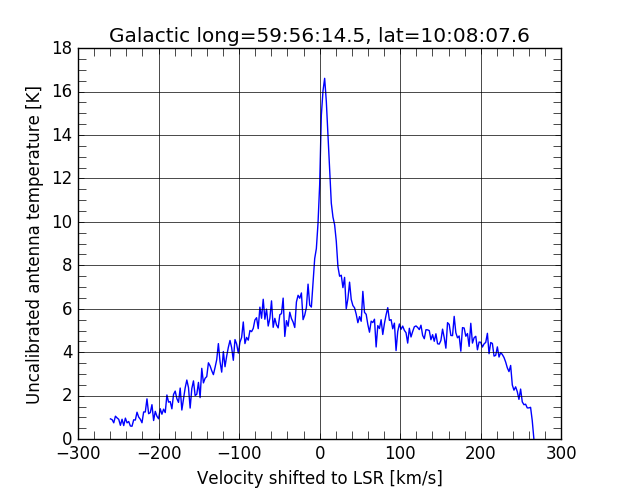 Galactic long=59:56:14.5, lat=10:08:07.6
18
16
14
12
10
8
6
4
2
0
Uncalibrated antenna temperature [K]
−300 −200 −100 0 100 200 300
Velocity shifted to LSR [km/s]